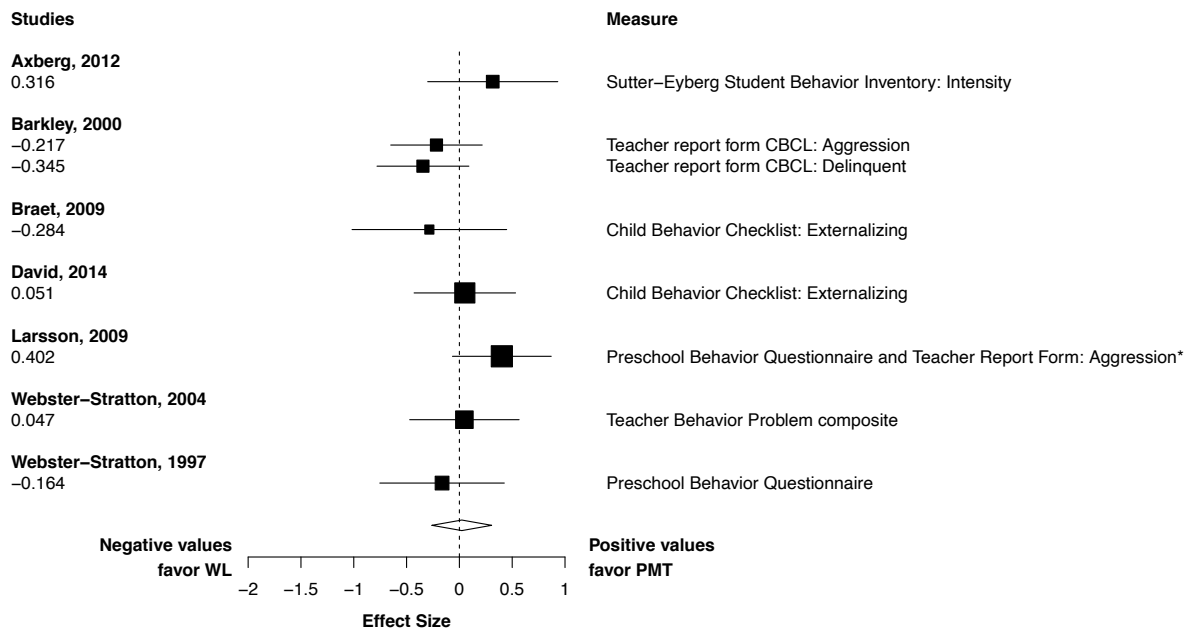 Studies Measure
Axberg, 2012
0.316 Sutter−Eyberg Student Behavior Inventory: Intensity
Barkley, 2000
−0.217 Teacher report form CBCL: Aggression
−0.345 Teacher report form CBCL: Delinquent
Braet, 2009
−0.284 Child Behavior Checklist: Externalizing
David, 2014
0.051 Child Behavior Checklist: Externalizing
Larsson, 2009
0.402 Preschool Behavior Questionnaire and Teacher Report Form: Aggression*
Webster−Stratton, 2004
0.047 Teacher Behavior Problem composite
Webster−Stratton, 1997
−0.164 Preschool Behavior Questionnaire
Negative values Positive values
favor WL favor PMT
−2 −1.5 −1 −0.5 0 0.5 1
Effect Size